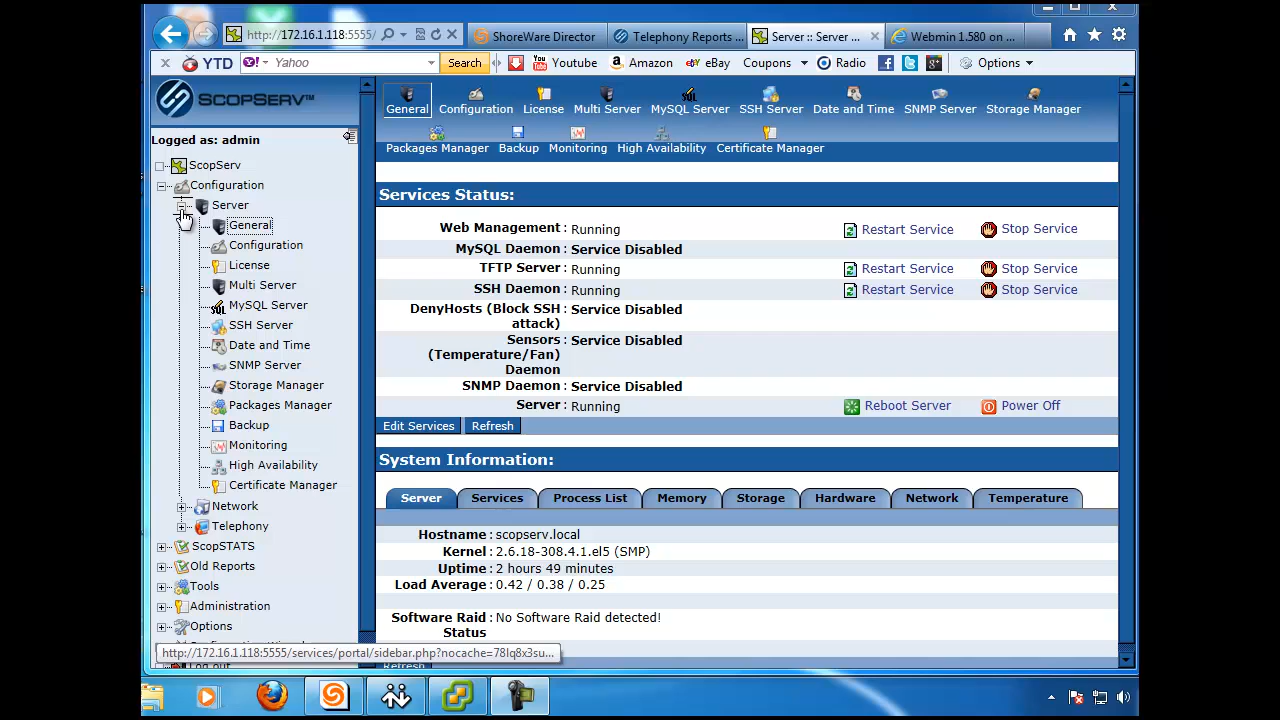 http://172.16.1.118:5555/
ShoreWare Director
Telephony Reports ...
Server :: Server ...
Webmin 1.580 on ...
YTD
Y!
Yahoo
Search
Youtube
Amazon
eBay
Coupons
Radio
Options
SCOPSERV™
Logged as: admin
ScopServ
Configuration
Server
General
Configuration
License
Multi Server
MySQL Server
SSH Server
Date and Time
SNMP Server
Storage Manager
Packages Manager
Backup
Monitoring
High Availability
Certificate Manager
Network
Telephony
ScopSTATS
Old Reports
Tools
Administration
Options
http://172.16.1.118:5555/services/portal/sidebar.php?nocache=78lq8x3su...
General Configuration License Multi Server MySQL Server SSH Server Date and Time SNMP Server Storage Manager
Packages Manager Backup Monitoring High Availability Certificate Manager
Services Status:
Web Management : Running Restart Service Stop Service
MySQL Daemon : Service Disabled
TFTP Server : Running Restart Service Stop Service
SSH Daemon : Running Restart Service Stop Service
DenyHosts (Block SSH : Service Disabled
attack)
Sensors : Service Disabled
(Temperature/Fan)
Daemon
SNMP Daemon : Service Disabled
Server : Running Reboot Server Power Off
Edit Services Refresh
System Information:
Server Services Process List Memory Storage Hardware Network Temperature
Hostname : scopserv.local
Kernel : 2.6.18-308.4.1.el5 (SMP)
Uptime : 2 hours 49 minutes
Load Average : 0.42 / 0.38 / 0.25
Software Raid : No Software Raid detected!
Status
Refresh